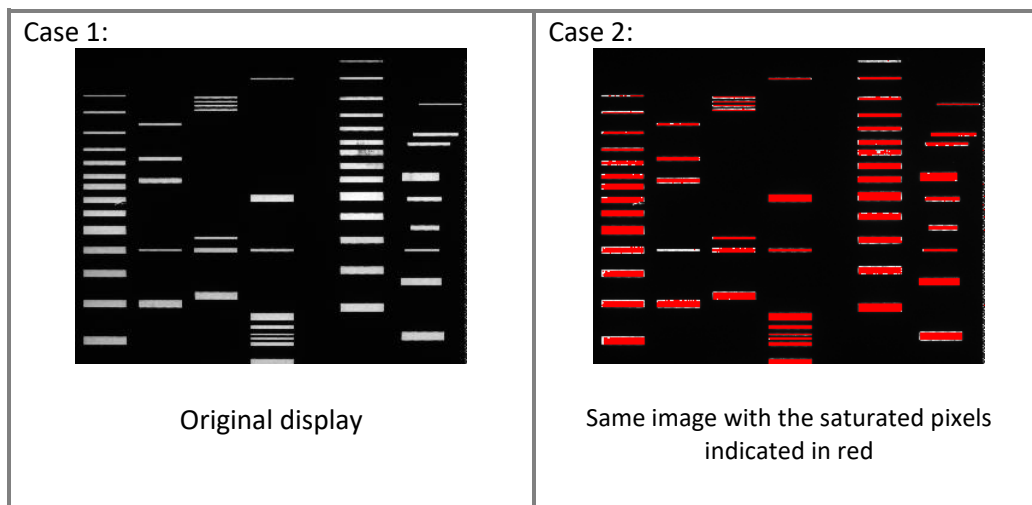 Case 1:
Original display
Case 2:
Same image with the saturated pixels
indicated in red